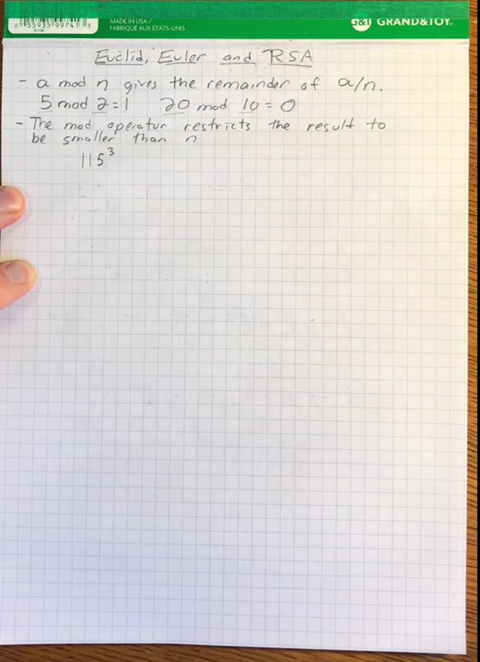 MADE IN USA/
FABRIQUÉ AUX ÉTATS-UNIS
G&T GRAND&TOY.
Euclid, Euler and RSA
- a mod n gives the remainder of a/n.
5 mod 2 = 1 20 mod 10 = 0
- The mod operator restricts the result to
be smaller than n
115³